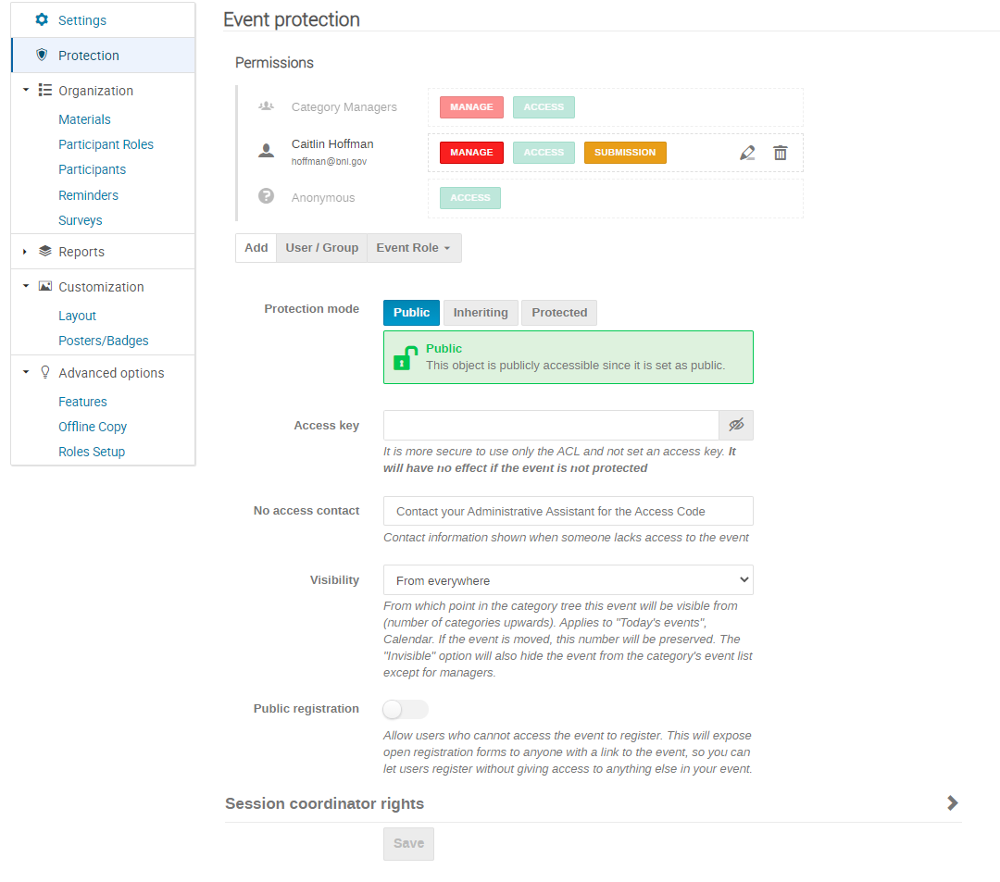 Settings
Protection
Organization
Materials
Participant Roles
Participants
Reminders
Surveys
Reports
Customization
Layout
Posters/Badges
Advanced options
Features
Offline Copy
Roles Setup
Event protection
Permissions
Category Managers MANAGE ACCESS
Caitlin Hoffman MANAGE ACCESS SUBMISSION
hoffman@bnl.gov
Anonymous ACCESS
Add User / Group Event Role
Protection mode Public Inheriting Protected
Public
This object is publicly accessible since it is set as public.
Access key
It is more secure to use only the ACL and not set an access key. It
will have no effect if the event is not protected
No access contact Contact your Administrative Assistant for the Access Code
Contact information shown when someone lacks access to the event
Visibility From everywhere
From which point in the category tree this event will be visible from
(number of categories upwards). Applies to "Today's events",
Calendar. If the event is moved, this number will be preserved. The
"Invisible" option will also hide the event from the category's event list
except for managers.
Public registration
Allow users who cannot access the event to register. This will expose
open registration forms to anyone with a link to the event, so you can
let users register without giving access to anything else in your event.
Session coordinator rights
Save